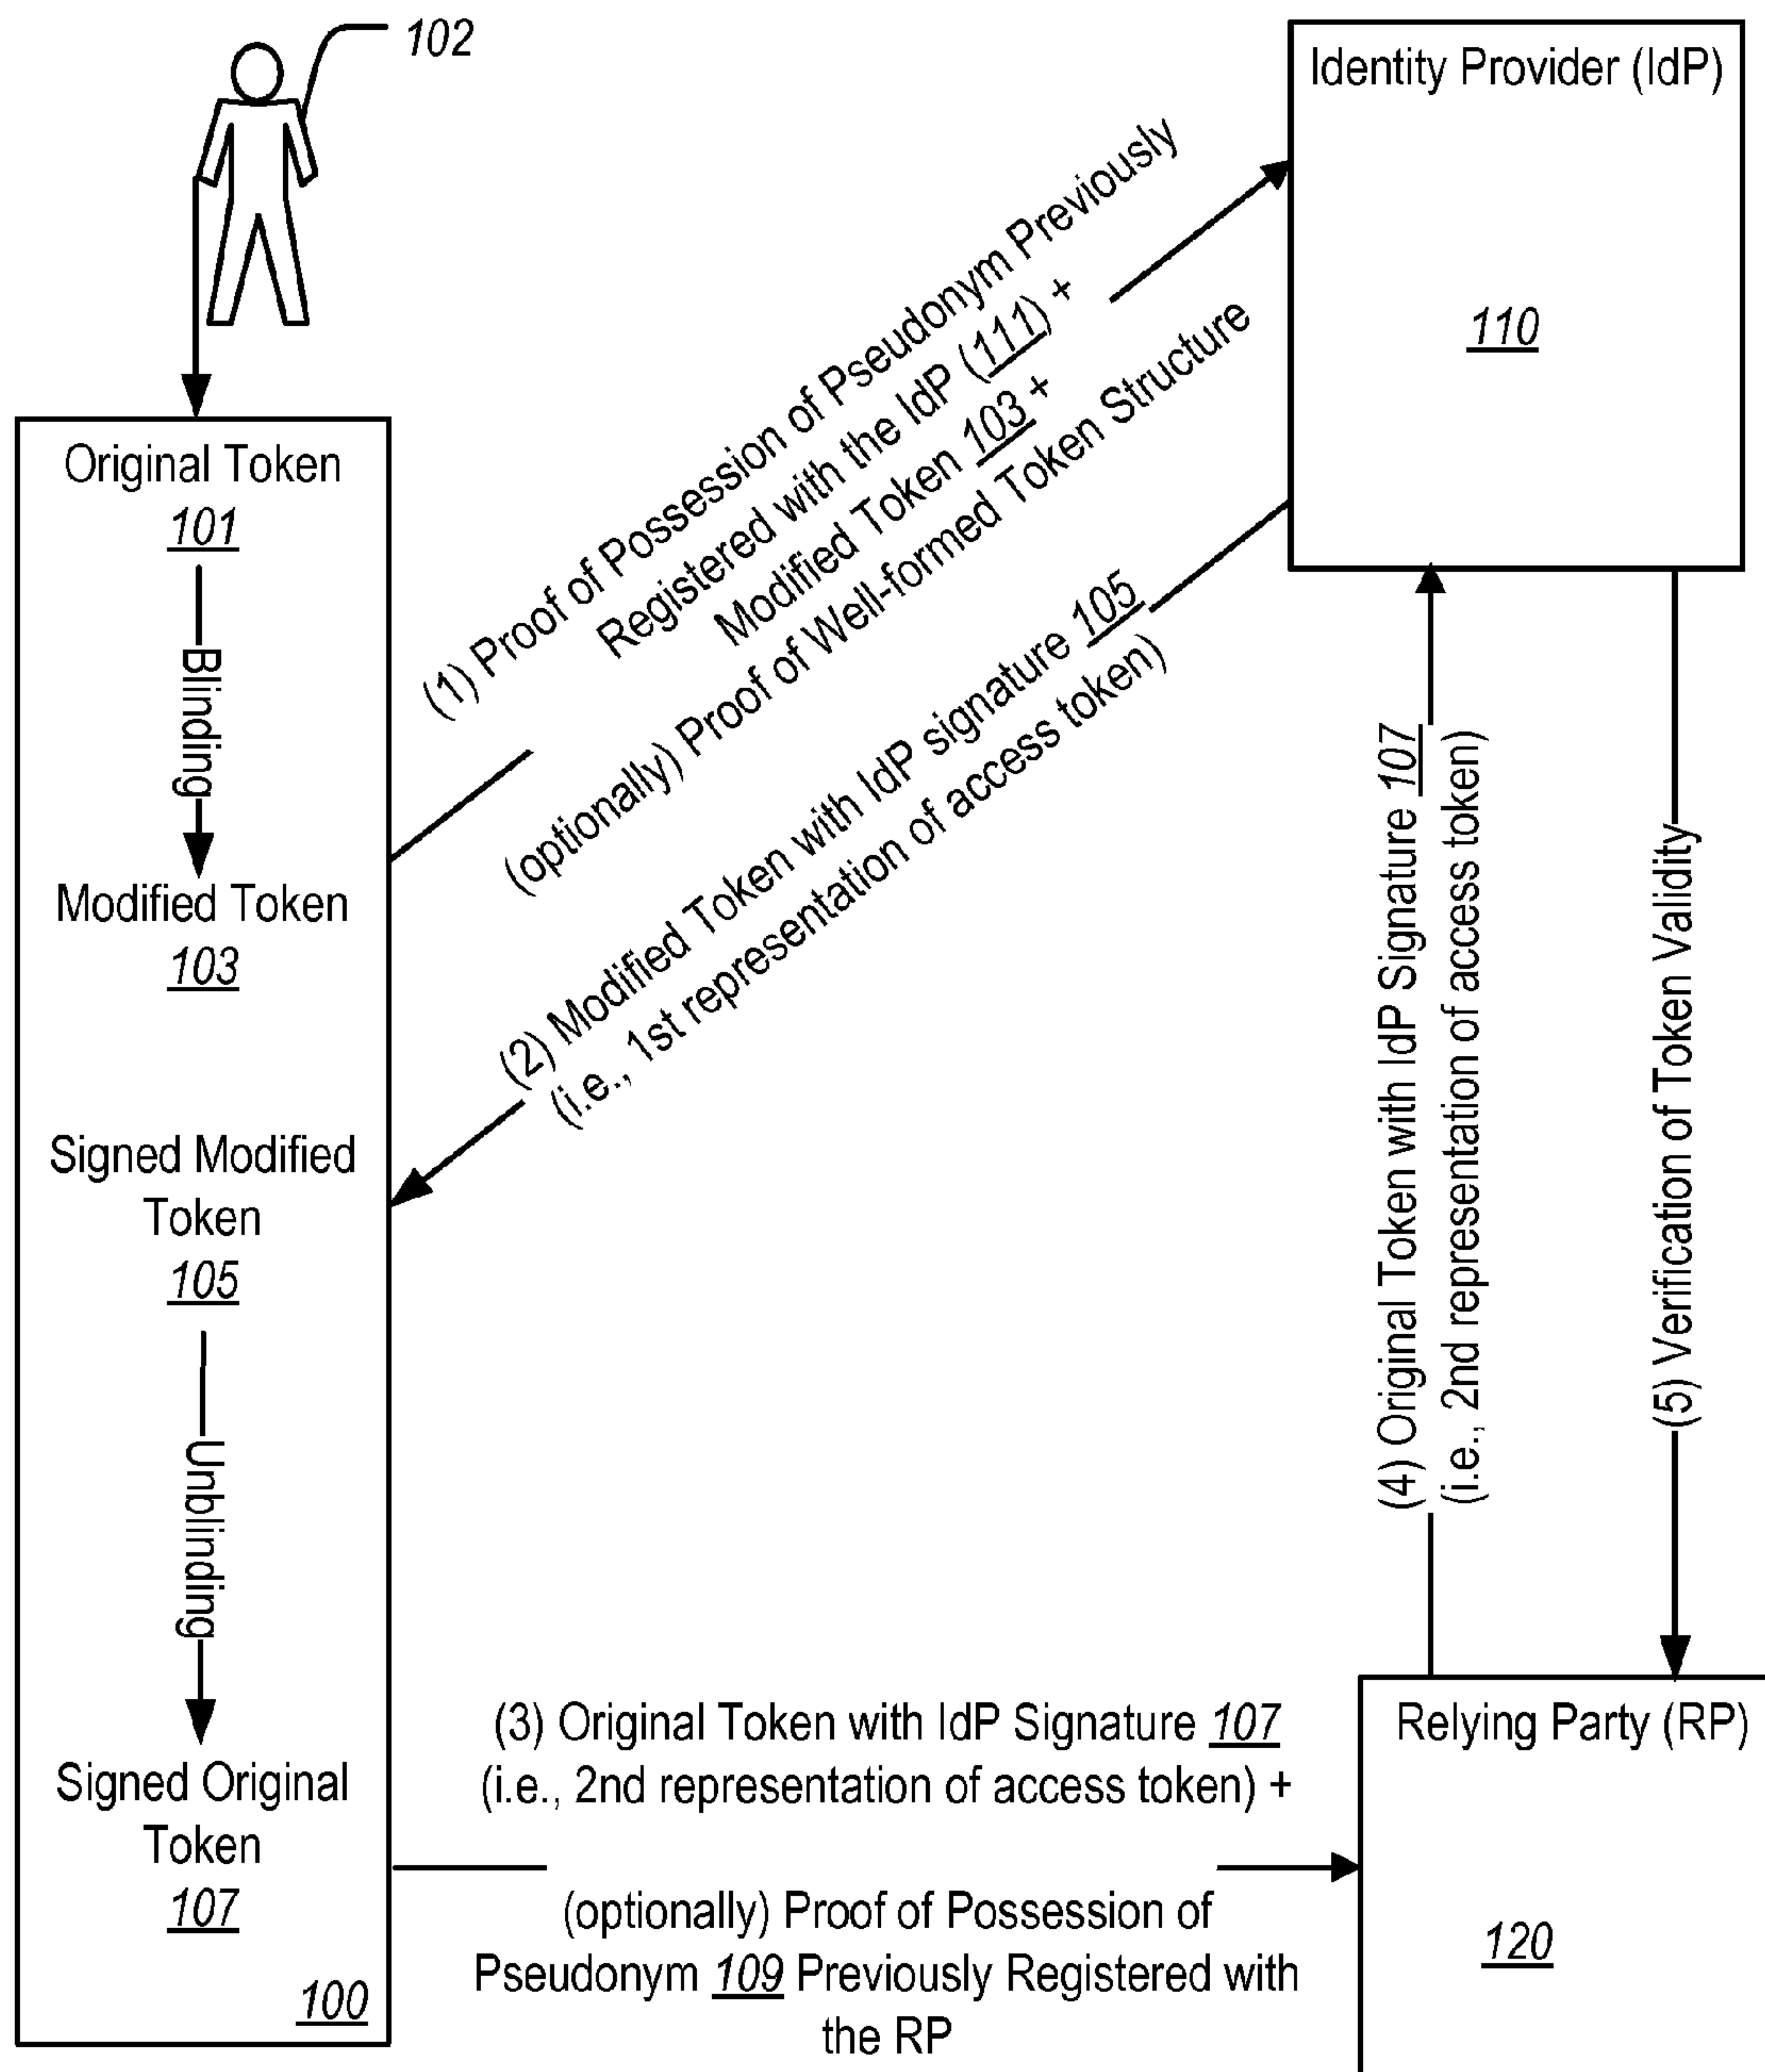 102
Identity Provider (IdP)
110
Original Token
101
Blinding
Modified Token
103
Signed Modified
Token
105
Unblinding
Signed Original
Token
107
100
(1) Proof of Possession of Pseudonym Previously
Registered with the IdP (111) +
Modified Token 103 +
(optionally) Proof of Well-formed Token Structure
(2) Modified Token with IdP signature 105
(i.e., 1st representation of access token)
(3) Original Token with IdP Signature 107
(i.e., 2nd representation of access token) +
(optionally) Proof of Possession of
Pseudonym 109 Previously Registered with
the RP
(4) Original Token with IdP Signature 107
(i.e., 2nd representation of access token)
(5) Verification of Token Validity
Relying Party (RP)
120